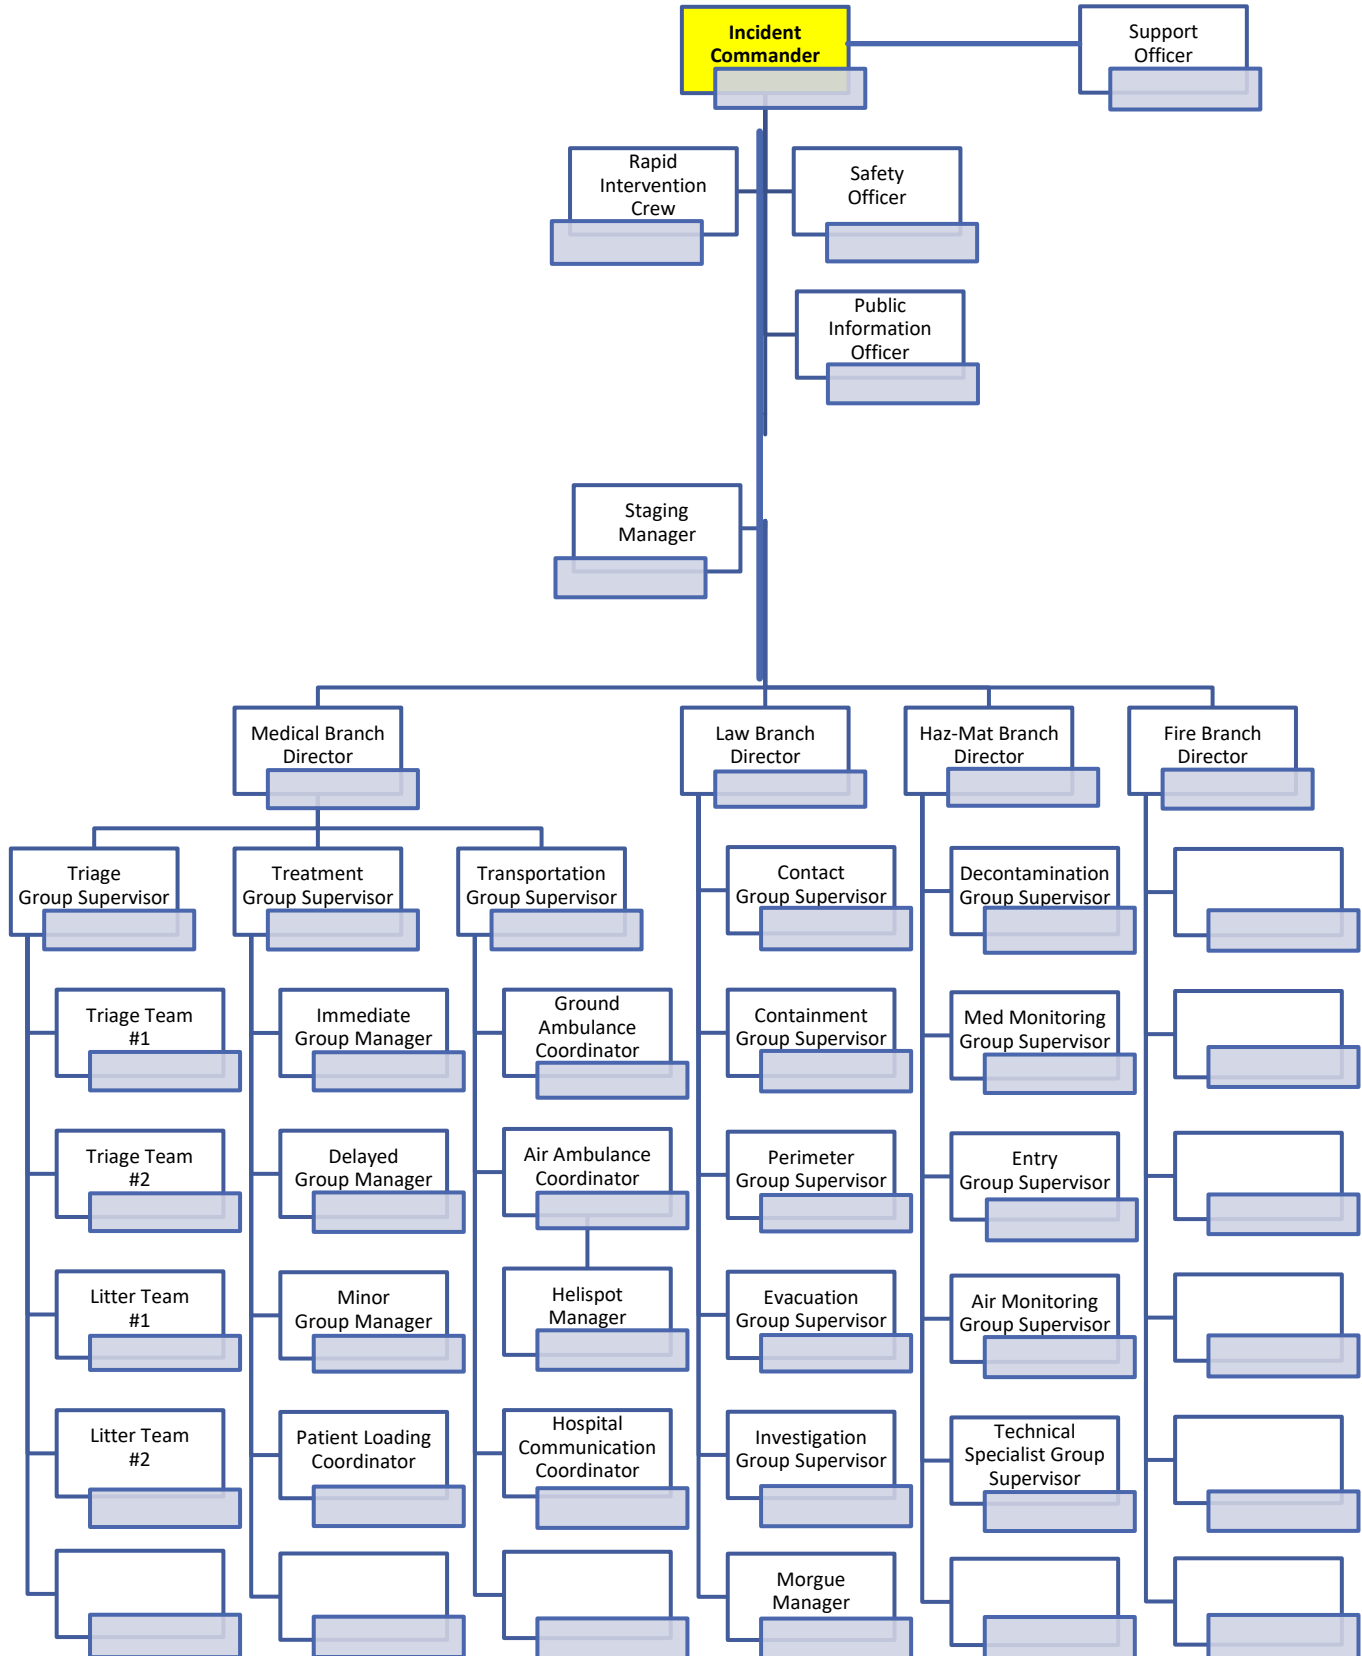 Incident
Commander
Support
Officer
Rapid
Intervention
Crew
Safety
Officer
Public
Information
Officer
Staging
Manager
Medical Branch
Director
Law Branch
Director
Haz-Mat Branch
Director
Fire Branch
Director
Triage
Group Supervisor
Treatment
Group Supervisor
Transportation
Group Supervisor
Contact
Group Supervisor
Decontamination
Group Supervisor
Triage Team
#1
Immediate
Group Manager
Ground
Ambulance
Coordinator
Containment
Group Supervisor
Med Monitoring
Group Supervisor
Triage Team
#2
Delayed
Group Manager
Air Ambulance
Coordinator
Perimeter
Group Supervisor
Entry
Group Supervisor
Litter Team
#1
Minor
Group Manager
Helispot
Manager
Evacuation
Group Supervisor
Air Monitoring
Group Supervisor
Litter Team
#2
Patient Loading
Coordinator
Hospital
Communication
Coordinator
Investigation
Group Supervisor
Technical
Specialist Group
Supervisor
Morgue
Manager